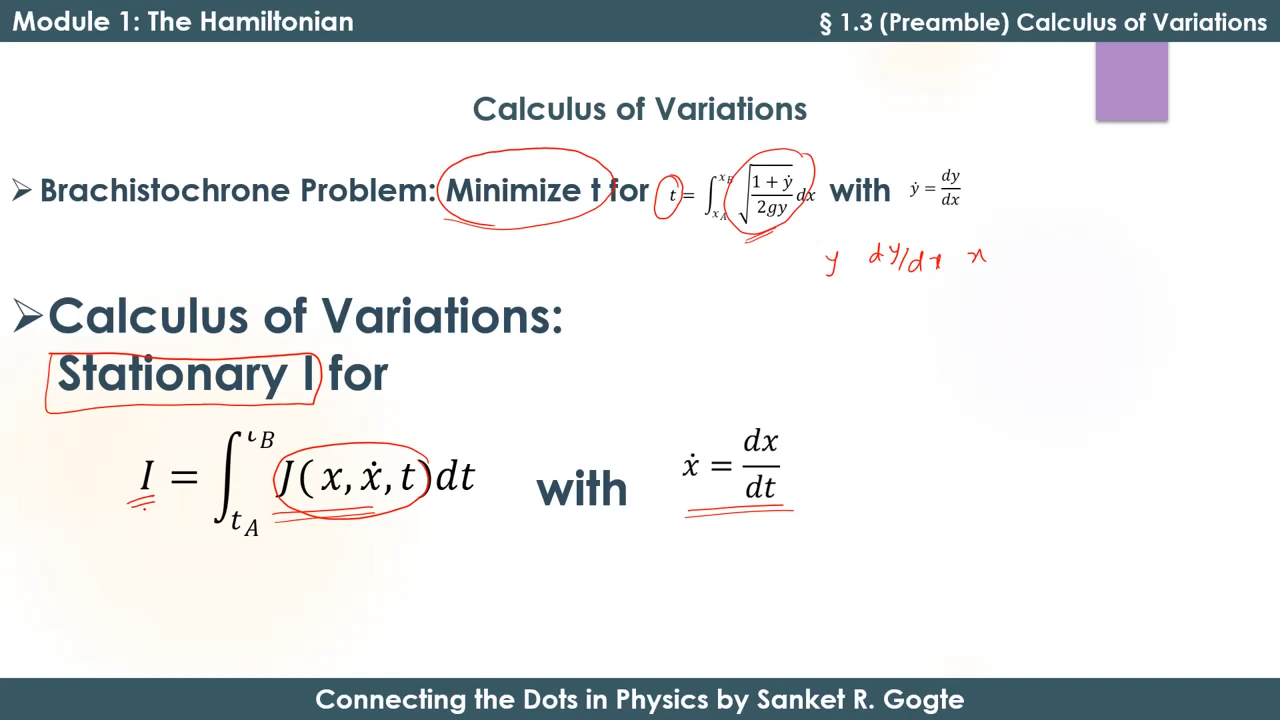 Module 1: The Hamiltonian § 1.3 (Preamble) Calculus of Variations
Calculus of Variations
➢ Brachistochrone Problem: Minimize t for t = ∫_{x_A}^{x_B} √((1 + ẏ)/(2gy)) dx with ẏ = dy/dx
y dy/dx x
➢Calculus of Variations:
Stationary I for
I = ∫_{t_A}^{t_B} J( x, ẋ, t)dt with ẋ = dx/dt
Connecting the Dots in Physics by Sanket R. Gogte